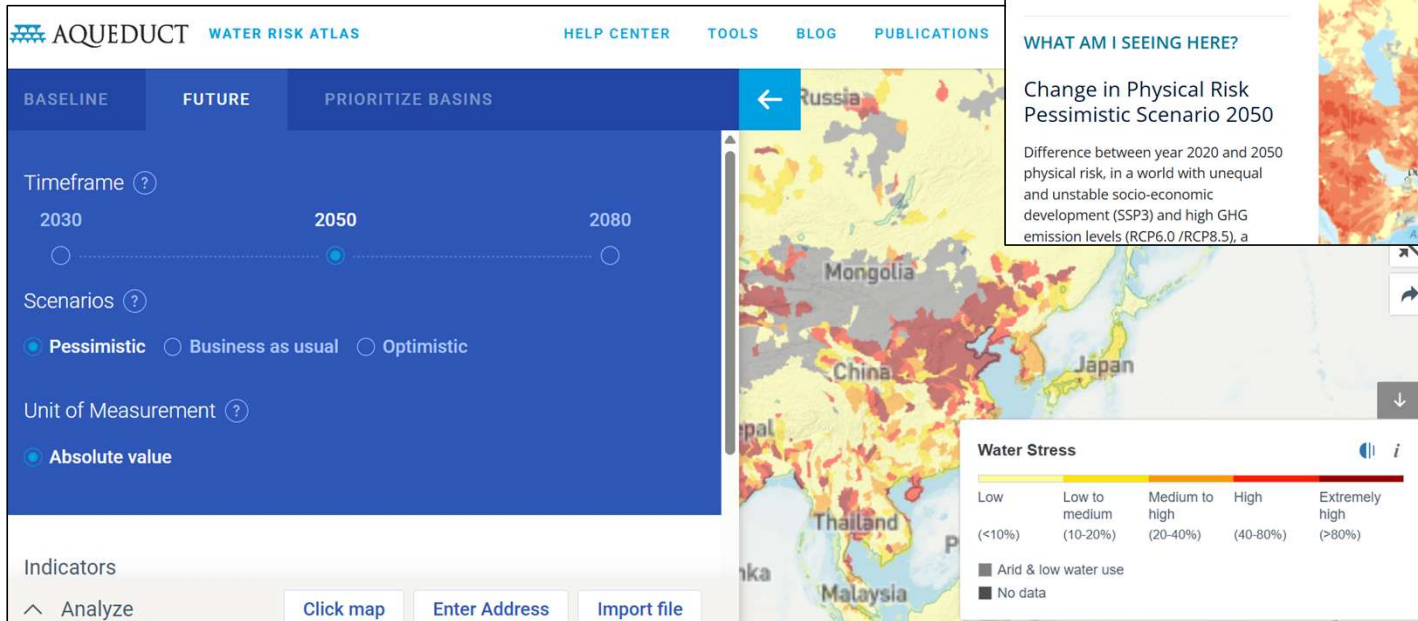 AQUEDUCT WATER RISK ATLAS
HELP CENTER TOOLS BLOG PUBLICATIONS
BASELINE FUTURE PRIORITIZE BASINS
Timeframe ?
2030 2050 2080
Scenarios ?
Pessimistic Business as usual Optimistic
Unit of Measurement ?
Absolute value
Indicators
Analyze Click map Enter Address Import file
Russia
Mongolia
China
Japan
Thailand
Malaysia
WHAT AM I SEEING HERE?
Change in Physical Risk
Pessimistic Scenario 2050
Difference between year 2020 and 2050
physical risk, in a world with unequal
and unstable socio-economic
development (SSP3) and high GHG
emission levels (RCP6.0 /RCP8.5), a
Water Stress i
Low Low to Medium to High Extremely
medium high high
(<10%) (10-20%) (20-40%) (40-80%) (>80%)
Arid & low water use
No data